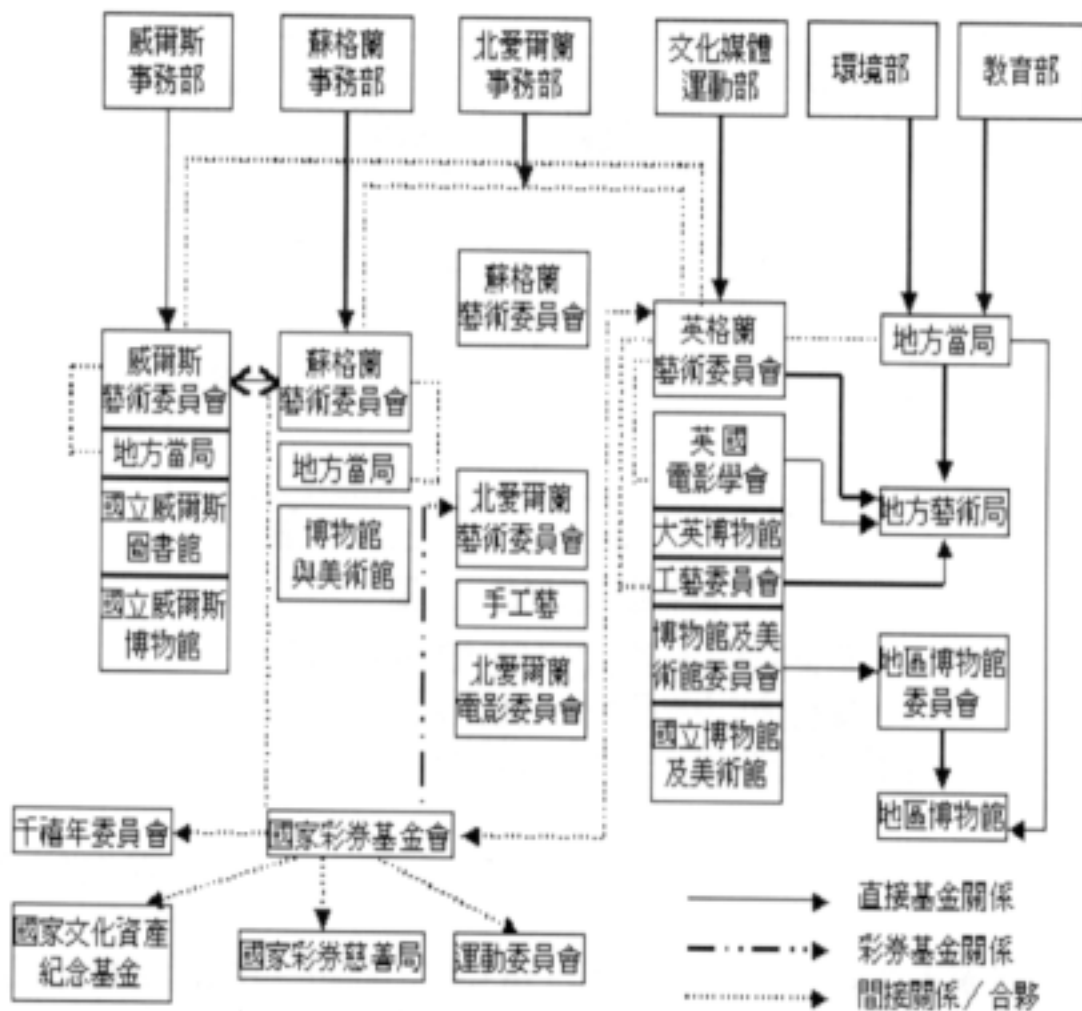 威爾斯
事務部
蘇格蘭
事務部
北愛爾蘭
事務部
文化媒體
運動部
環境部
教育部
蘇格蘭
藝術委員會
威爾斯
藝術委員會
地方當局
國立威爾斯
圖書館
國立威爾斯
博物館
蘇格蘭
藝術委員會
地方當局
博物館
與美術館
北愛爾蘭
藝術委員會
手工藝
北愛爾蘭
電影委員會
英格蘭
藝術委員會
英國
電影學會
大英博物館
工藝委員會
博物館及美
術館委員會
國立博物館
及美術館
地方當局
地方藝術局
地區博物館
委員會
地區博物館
千禧年委員會
國家彩券基金會
國家文化資產
紀念基金
國家彩券慈善局
運動委員會
直接基金關係
彩券基金關係
間接關係／合夥